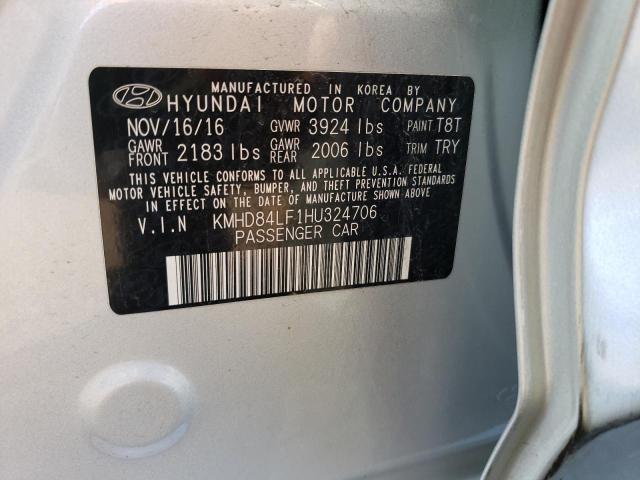 MANUFACTURED IN KOREA BY
HYUNDAI MOTOR COMPANY
NOV/16/16 GVWR 3924 lbs PAINT T8T
GAWR FRONT 2183 lbs GAWR REAR 2006 lbs TRIM TRY
THIS VEHICLE CONFORMS TO ALL APPLICABLE U.S.A. FEDERAL
MOTOR VEHICLE SAFETY, BUMPER, AND THEFT PREVENTION STANDARDS
IN EFFECT ON THE DATE OF MANUFACTURE SHOWN ABOVE
V.I.N KMHD84LF1HU324706
PASSENGER CAR